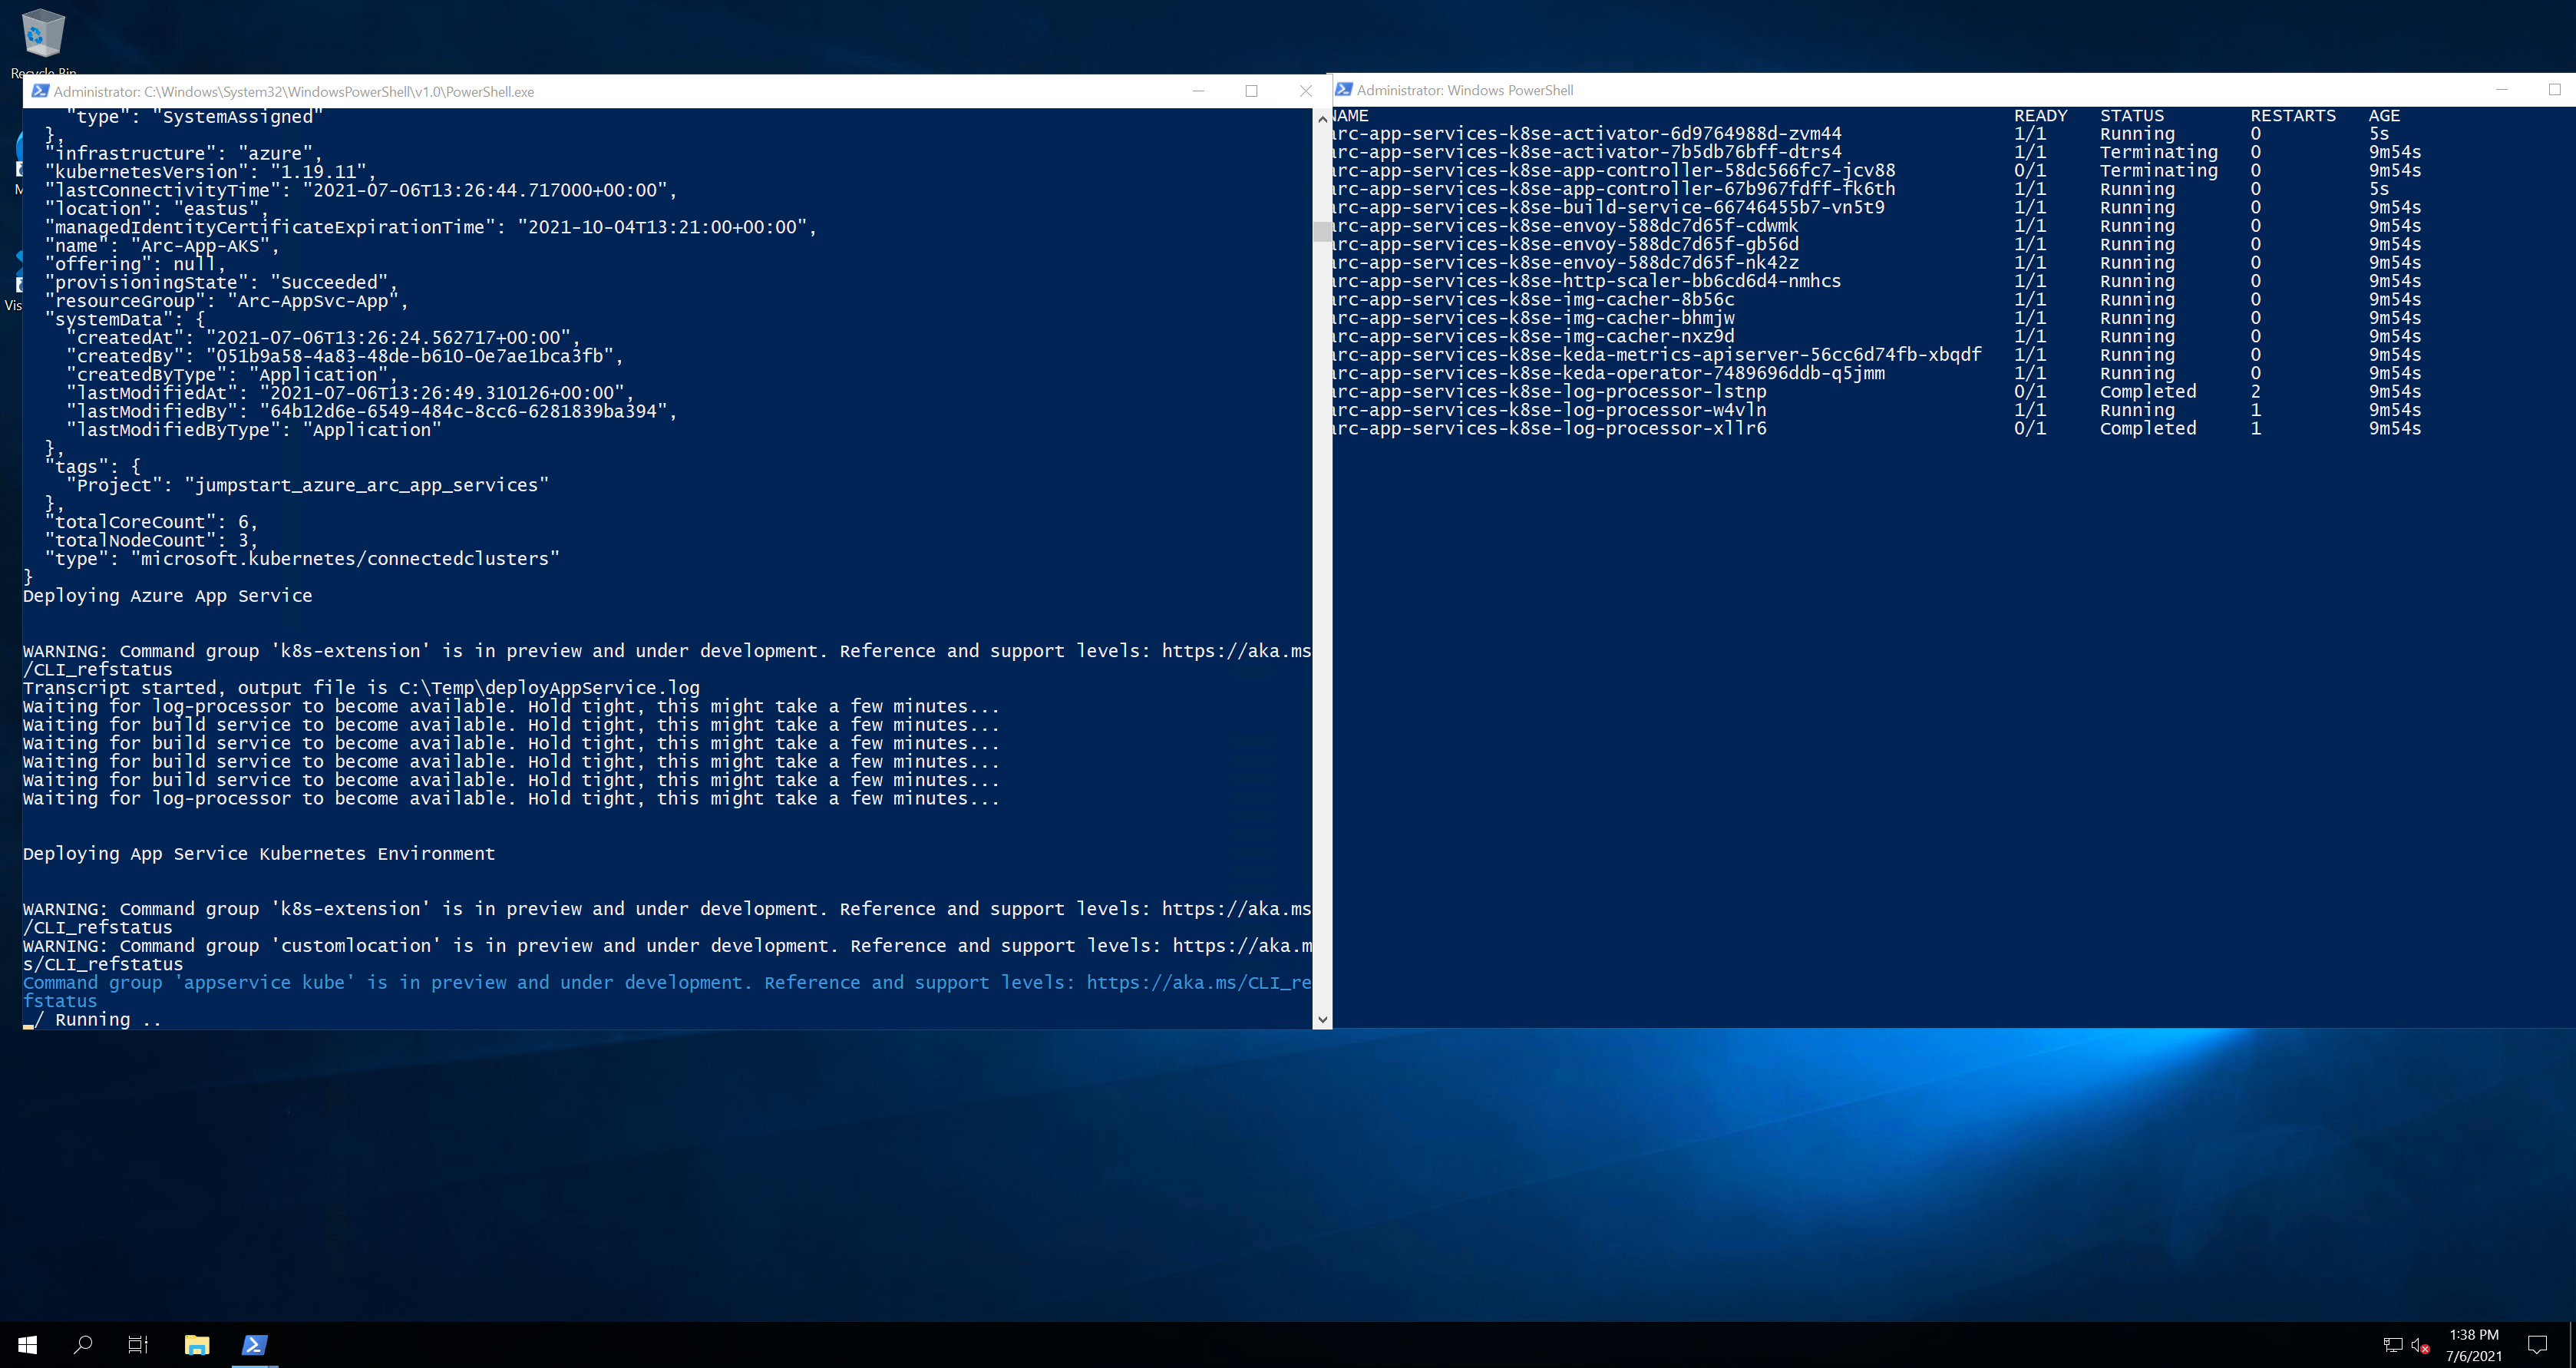 Recycle Bin
Administrator: C:\Windows\System32\WindowsPowerShell\v1.0\PowerShell.exe
    "type": "SystemAssigned"
  },
  "infrastructure": "azure",
  "kubernetesVersion": "1.19.11",
  "lastConnectivityTime": "2021-07-06T13:26:44.717000+00:00",
  "location": "eastus",
  "managedIdentityCertificateExpirationTime": "2021-10-04T13:21:00+00:00",
  "name": "Arc-App-AKS",
  "offering": null,
  "provisioningState": "Succeeded",
  "resourceGroup": "Arc-AppSvc-App",
  "systemData": {
    "createdAt": "2021-07-06T13:26:24.562717+00:00",
    "createdBy": "051b9a58-4a83-48de-b610-0e7ae1bca3fb",
    "createdByType": "Application",
    "lastModifiedAt": "2021-07-06T13:26:49.310126+00:00",
    "lastModifiedBy": "64b12d6e-6549-484c-8cc6-6281839ba394",
    "lastModifiedByType": "Application"
  },
  "tags": {
    "Project": "jumpstart_azure_arc_app_services"
  },
  "totalCoreCount": 6,
  "totalNodeCount": 3,
  "type": "microsoft.kubernetes/connectedclusters"
}
Deploying Azure App Service
WARNING: Command group 'k8s-extension' is in preview and under development. Reference and support levels: https://aka.ms
/CLI_refstatus
Transcript started, output file is C:\Temp\deployAppService.log
Waiting for log-processor to become available. Hold tight, this might take a few minutes...
Waiting for build service to become available. Hold tight, this might take a few minutes...
Waiting for build service to become available. Hold tight, this might take a few minutes...
Waiting for build service to become available. Hold tight, this might take a few minutes...
Waiting for build service to become available. Hold tight, this might take a few minutes...
Waiting for log-processor to become available. Hold tight, this might take a few minutes...
Deploying App Service Kubernetes Environment
WARNING: Command group 'k8s-extension' is in preview and under development. Reference and support levels: https://aka.ms
/CLI_refstatus
WARNING: Command group 'customlocation' is in preview and under development. Reference and support levels: https://aka.m
s/CLI_refstatus
Command group 'appservice kube' is in preview and under development. Reference and support levels: https://aka.ms/CLI_re
fstatus
_/ Running ..
M
Vis
Administrator: Windows PowerShell
NAME READY STATUS RESTARTS AGE
arc-app-services-k8se-activator-6d9764988d-zvm44 1/1 Running 0 5s
arc-app-services-k8se-activator-7b5db76bff-dtrs4 1/1 Terminating 0 9m54s
arc-app-services-k8se-app-controller-58dc566fc7-jcv88 0/1 Terminating 0 9m54s
arc-app-services-k8se-app-controller-67b967fdff-fk6th 1/1 Running 0 5s
arc-app-services-k8se-build-service-66746455b7-vn5t9 1/1 Running 0 9m54s
arc-app-services-k8se-envoy-588dc7d65f-cdwmk 1/1 Running 0 9m54s
arc-app-services-k8se-envoy-588dc7d65f-gb56d 1/1 Running 0 9m54s
arc-app-services-k8se-envoy-588dc7d65f-nk42z 1/1 Running 0 9m54s
arc-app-services-k8se-http-scaler-bb6cd6d4-nmhcs 1/1 Running 0 9m54s
arc-app-services-k8se-img-cacher-8b56c 1/1 Running 0 9m54s
arc-app-services-k8se-img-cacher-bhmjw 1/1 Running 0 9m54s
arc-app-services-k8se-img-cacher-nxz9d 1/1 Running 0 9m54s
arc-app-services-k8se-keda-metrics-apiserver-56cc6d74fb-xbqdf 1/1 Running 0 9m54s
arc-app-services-k8se-keda-operator-7489696ddb-q5jmm 1/1 Running 0 9m54s
arc-app-services-k8se-log-processor-lstnp 0/1 Completed 2 9m54s
arc-app-services-k8se-log-processor-w4vln 1/1 Running 1 9m54s
arc-app-services-k8se-log-processor-xllr6 0/1 Completed 1 9m54s
1:38 PM
7/6/2021